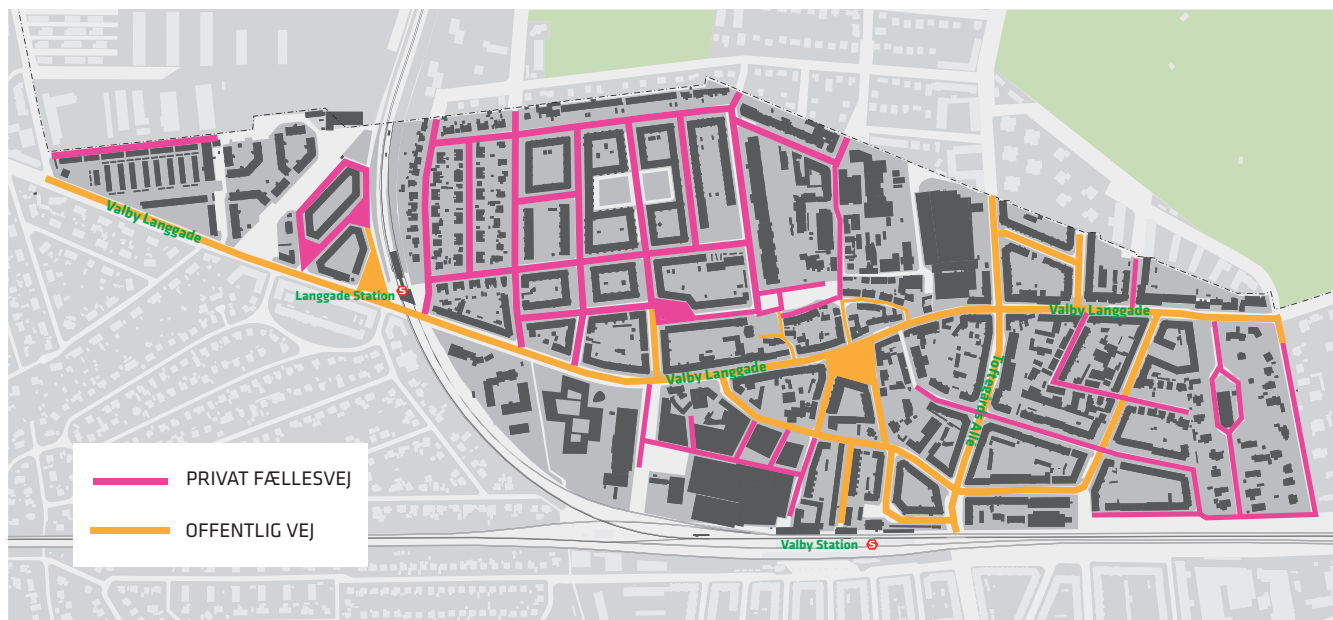 Valby Langgade
Langgade Station S
Valby Langgade
Valby Langgade
Toftegårds Allé
PRIVAT FÆLLESVEJ
OFFENTLIG VEJ
Valby Station S